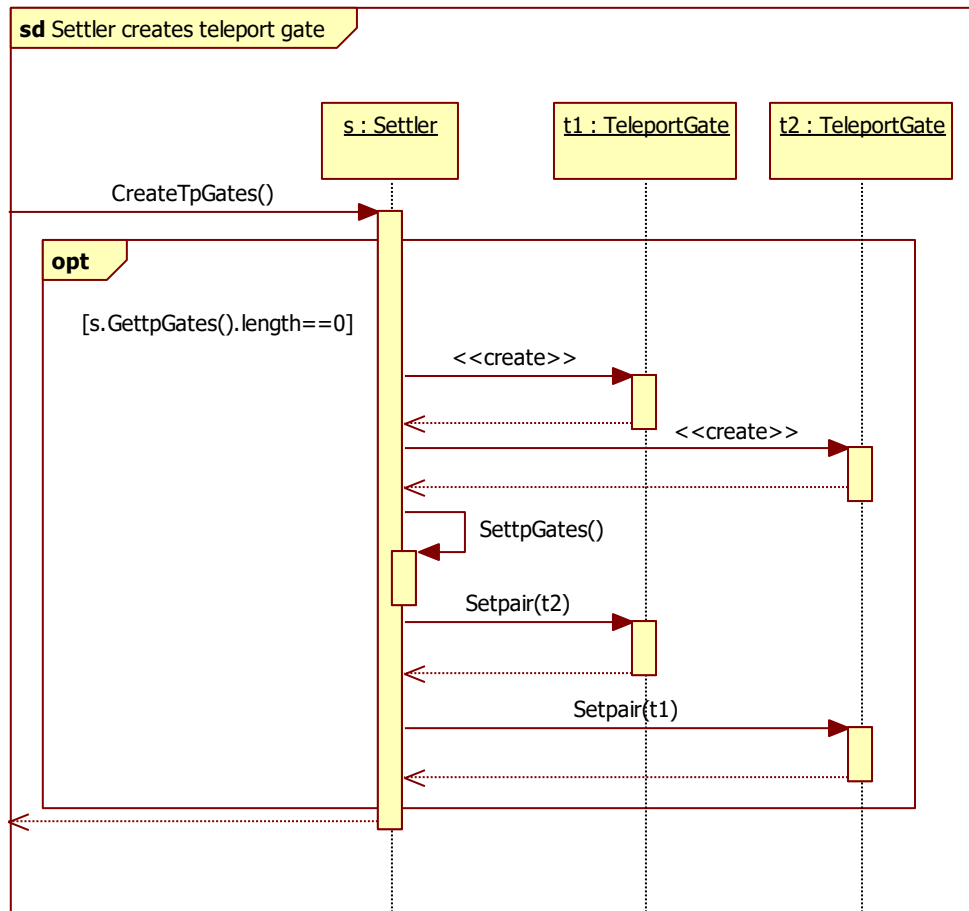 sd Settler creates teleport gate
s : Settler
t1 : TeleportGate
t2 : TeleportGate
CreateTpGates()
opt
[s.GettpGates().length==0]
<<create>>
<<create>>
SettpGates()
Setpair(t2)
Setpair(t1)